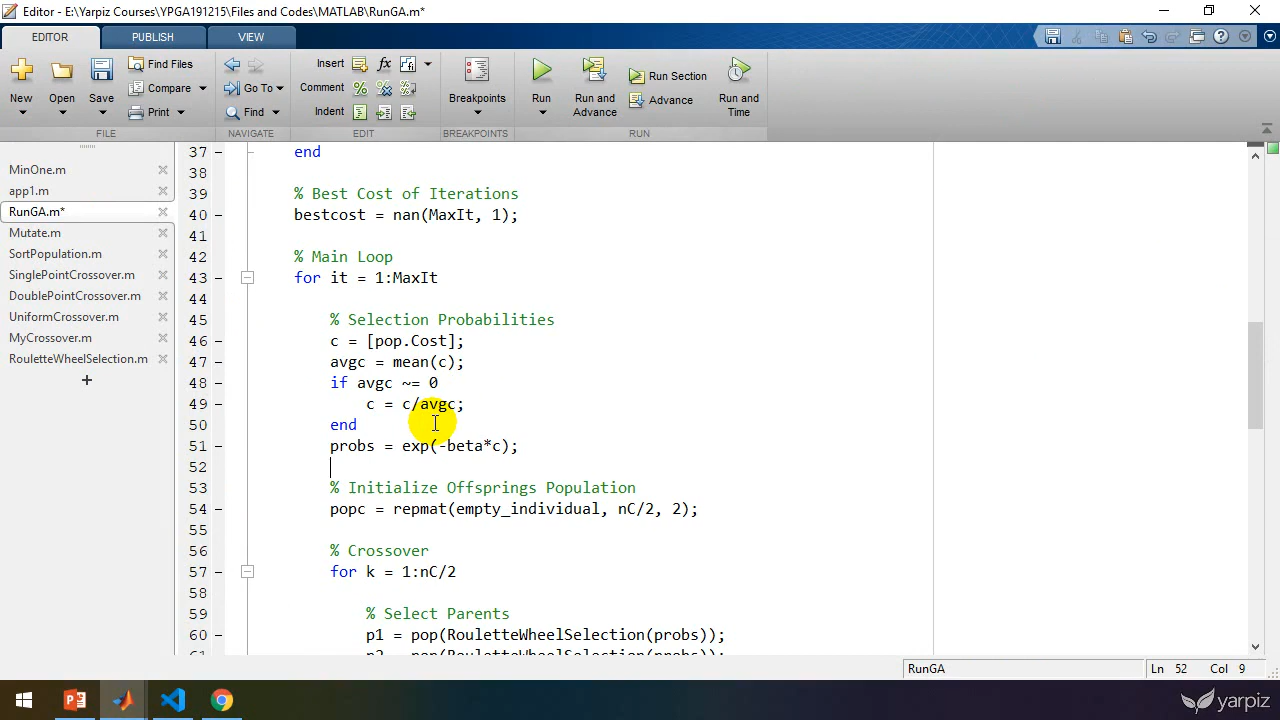 Editor - E:\Yarpiz Courses\YPGA191215\Files and Codes\MATLAB\RunGA.m*
EDITOR PUBLISH VIEW
New Open Save Find Files Compare Print
Insert Comment Indent
Go To Find
Breakpoints
Run Run and Advance Run Section Advance Run and Time
FILE NAVIGATE EDIT BREAKPOINTS RUN
MinOne.m
app1.m
RunGA.m*
Mutate.m
SortPopulation.m
SinglePointCrossover.m
DoublePointCrossover.m
UniformCrossover.m
MyCrossover.m
RouletteWheelSelection.m
37 end
38
39 % Best Cost of Iterations
40 bestcost = nan(MaxIt, 1);
41
42 % Main Loop
43 for it = 1:MaxIt
44
45 % Selection Probabilities
46 c = [pop.Cost];
47 avgc = mean(c);
48 if avgc ~= 0
49 c = c/avgc;
50 end
51 probs = exp(-beta*c);
52
53 % Initialize Offsprings Population
54 popc = repmat(empty_individual, nC/2, 2);
55
56 % Crossover
57 for k = 1:nC/2
58
59 % Select Parents
60 p1 = pop(RouletteWheelSelection(probs));
61 p2 = pop(RouletteWheelSelection(probs));
RunGA Ln 52 Col 9
yarpiz